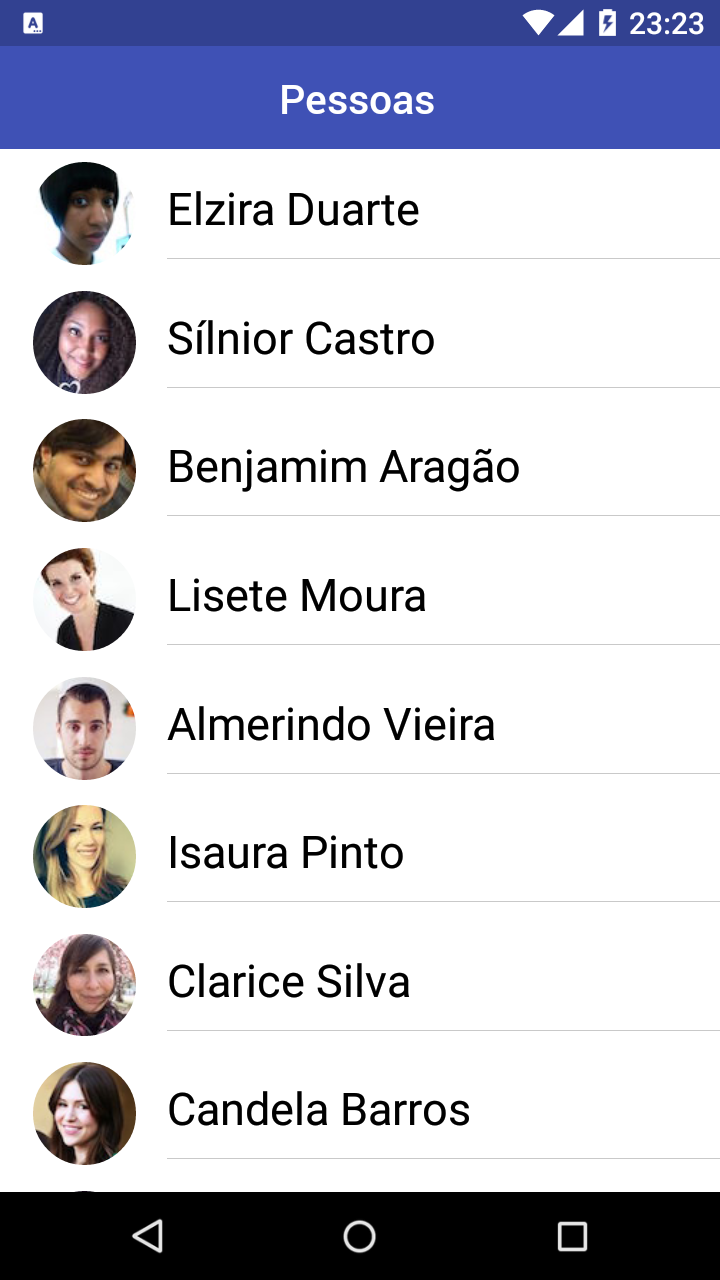 A
23:23
Pessoas
Elzira Duarte
Sílnior Castro
Benjamim Aragão
Lisete Moura
Almerindo Vieira
Isaura Pinto
Clarice Silva
Candela Barros